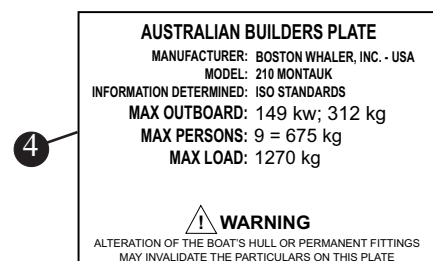 AUSTRALIAN BUILDERS PLATE
MANUFACTURER: BOSTON WHALER, INC. - USA
MODEL: 210 MONTAUK
INFORMATION DETERMINED: ISO STANDARDS
MAX OUTBOARD: 149 kw; 312 kg
MAX PERSONS: 9 = 675 kg
MAX LOAD: 1270 kg
4
! WARNING
ALTERATION OF THE BOAT'S HULL OR PERMANENT FITTINGS
MAY INVALIDATE THE PARTICULARS ON THIS PLATE